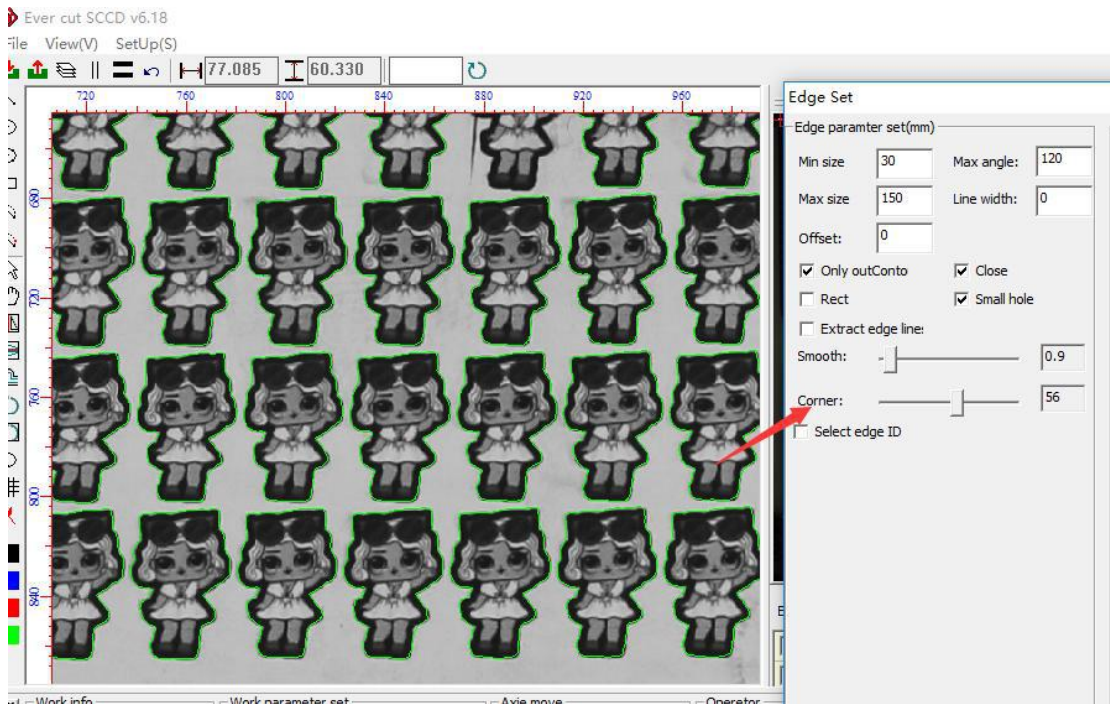 Ever cut SCCD v6.18
File View(V) SetUp(S)
77.085 60.330
720 760 800 840 880 920 960
680
720
760
800
840
Edge Set
Edge paramter set(mm)
Min size 30 Max angle: 120
Max size 150 Line width: 0
Offset: 0
Only outConto Close
Rect Small hole
Extract edge line
Smooth: 0.9
Corner: 56
Select edge ID
Work info Work parameter set Axie move Operator